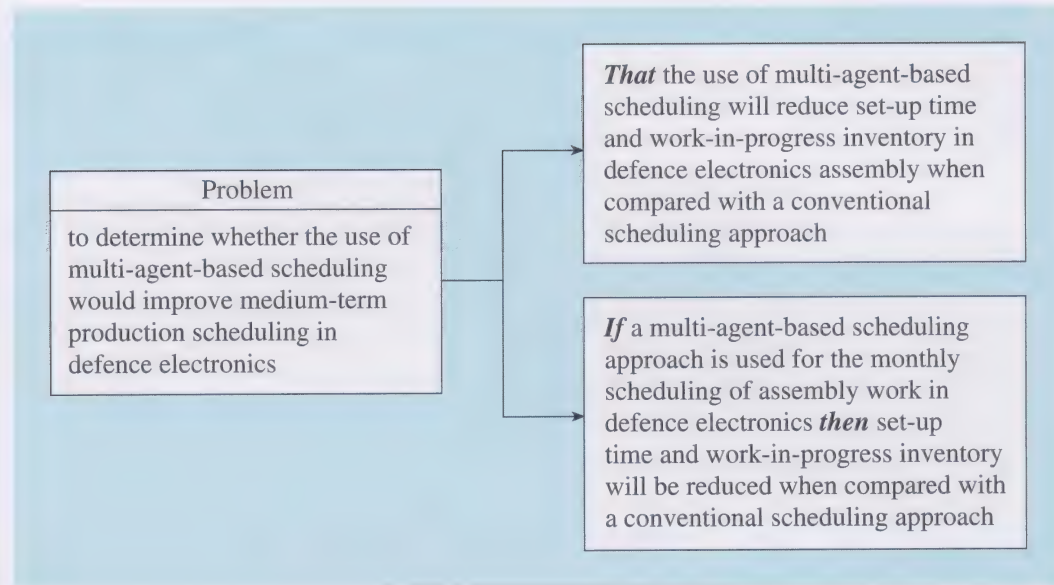 Problem
to determine whether the use of
multi-agent-based scheduling
would improve medium-term
production scheduling in
defence electronics
That the use of multi-agent-based
scheduling will reduce set-up time
and work-in-progress inventory in
defence electronics assembly when
compared with a conventional
scheduling approach
If a multi-agent-based scheduling
approach is used for the monthly
scheduling of assembly work in
defence electronics then set-up
time and work-in-progress inventory
will be reduced when compared with
a conventional scheduling approach